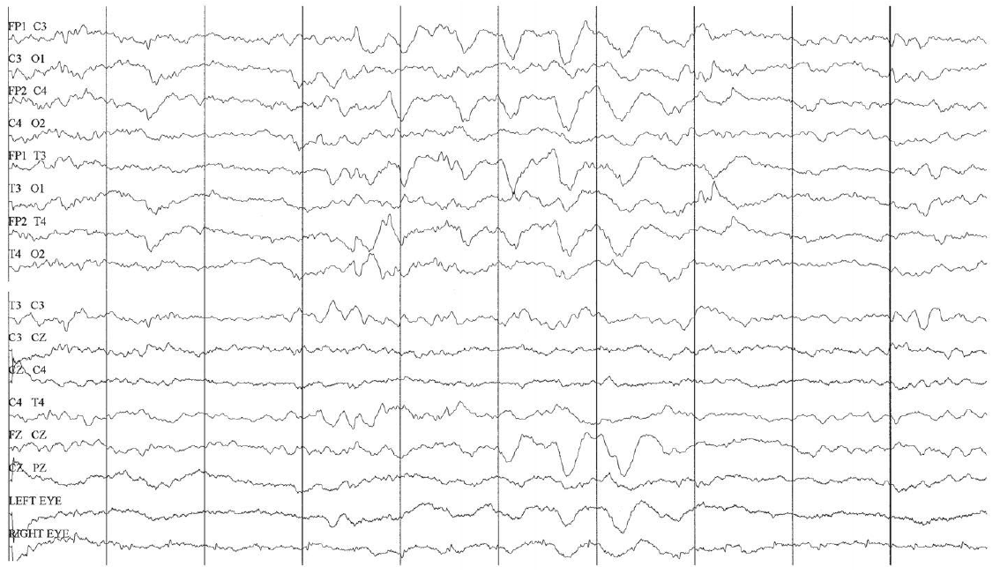 FP1 C3
C3 O1
FP2 C4
C4 O2
FP1 T3
T3 O1
FP2 T4
T4 O2
T3 C3
C3 CZ
CZ C4
C4 T4
FZ CZ
CZ PZ
LEFT EYE
RIGHT EYE